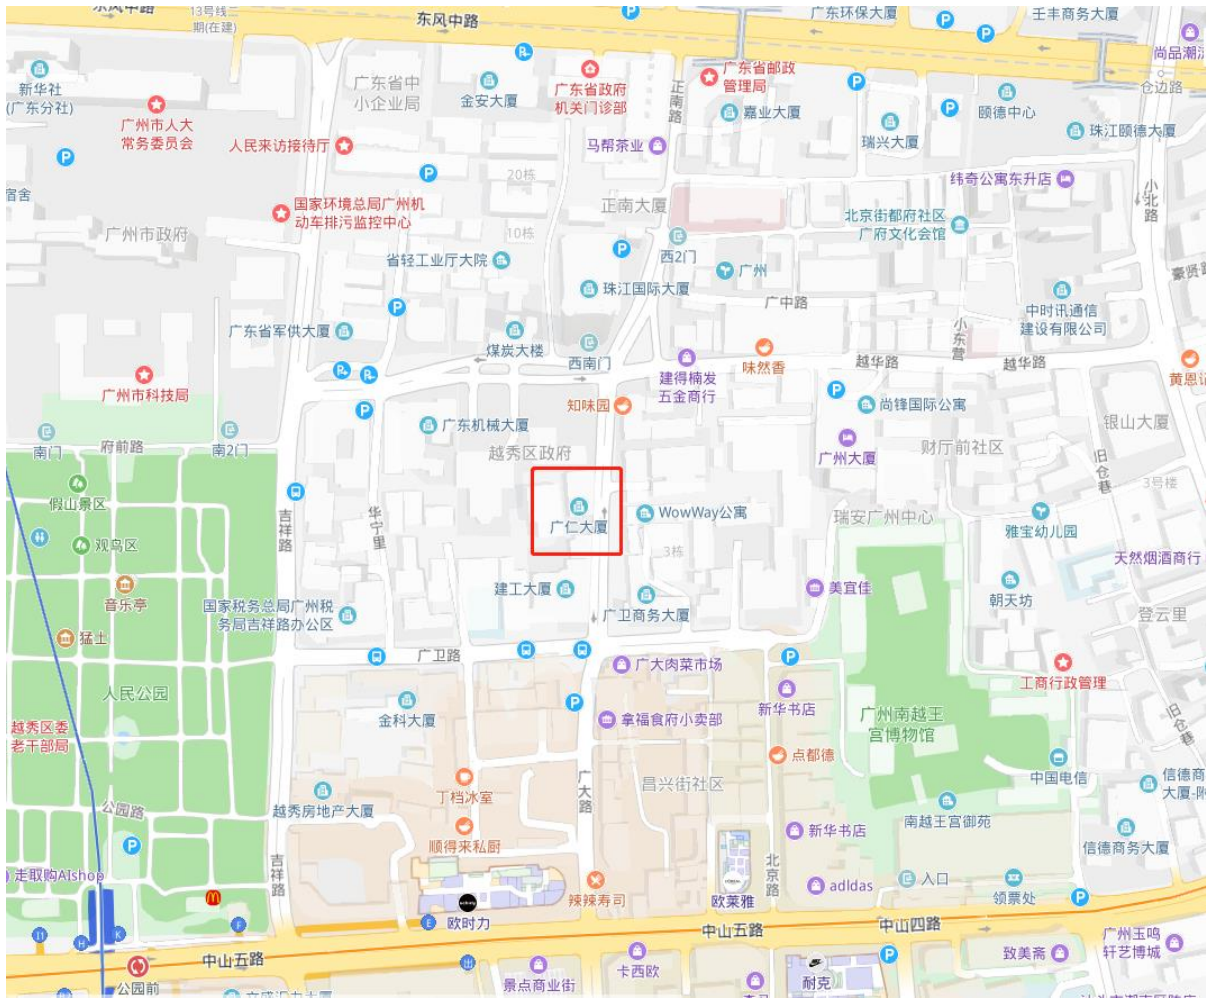 东风中路
13号线二
期(在建)
东风中路
广东环保大厦
壬丰商务大厦
尚品潮汕
新华社
(广东分社)
广东省中
小企业局
金安大厦
广东省政府
机关门诊部
正南路
广东省邮政
管理局
颐德中心
仓边路
广州市人大
常务委员会
人民来访接待厅
马帮茶业
嘉业大厦
瑞兴大厦
珠江颐德大厦
宿舍
20栋
纬奇公寓东升店
小北路
国家环境总局广州机
动车排污监控中心
正南大厦
北京街都府社区
广府文化会馆
广州市政府
10栋
西2门
省轻工业厅大院
广州
豪贤路
珠江国际大厦
广中路
中时讯通信
建设有限公司
广东省军供大厦
煤炭大楼
西南门
小东营
味然香
越华路
越华路
建得楠发
五金商行
黄恩记
广州市科技局
知味园
尚锋国际公寓
银山大厦
南门
府前路
南2门
广东机械大厦
越秀区政府
广州大厦
财厅前社区
旧仓巷
3号楼
假山景区
吉祥路
华宁里
广仁大厦
WowWay公寓
瑞安广州中心
雅宝幼儿园
观鸟区
3栋
天然烟酒商行
音乐亭
建工大厦
美宜佳
朝天坊
国家税务总局广州税
务局吉祥路办公区
广卫商务大厦
登云里
猛士
广卫路
广大肉菜市场
工商行政管理
人民公园
金科大厦
拿福食府小卖部
新华书店
广州南越王
宫博物馆
旧仓巷
越秀区委
老干部局
点都德
中国电信
丁档冰室
广大路
昌兴街社区
信德商务
大厦-附
公园路
越秀房地产大厦
南越王宫御苑
顺得来私厨
新华书店
信德商务大厦
走取购AIshop
吉祥路
北京路
辣辣寿司
欧莱雅
adldas
入口
领票处
欧时力
中山五路
中山四路
中山五路
卡西欧
致美斋
广州玉鸣
轩艺博城
公园前
景点商业街
耐克